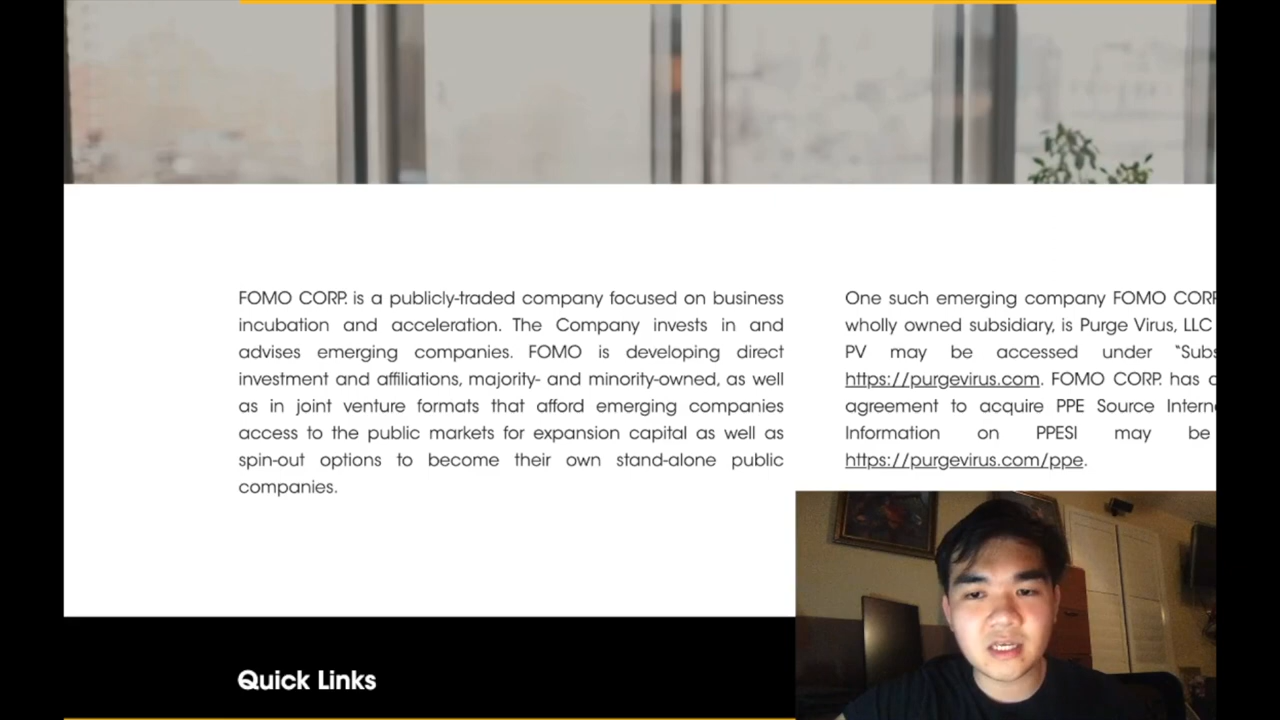 FOMO CORP. is a publicly-traded company focused on business
incubation and acceleration. The Company invests in and
advises emerging companies. FOMO is developing direct
investment and affiliations, majority- and minority-owned, as well
as in joint venture formats that afford emerging companies
access to the public markets for expansion capital as well as
spin-out options to become their own stand-alone public
companies.
One such emerging company FOMO CORP
wholly owned subsidiary, is Purge Virus, LLC
PV may be accessed under “Subs
https://purgevirus.com. FOMO CORP. has
agreement to acquire PPE Source Intern
Information on PPESI may be
https://purgevirus.com/ppe.
Quick Links